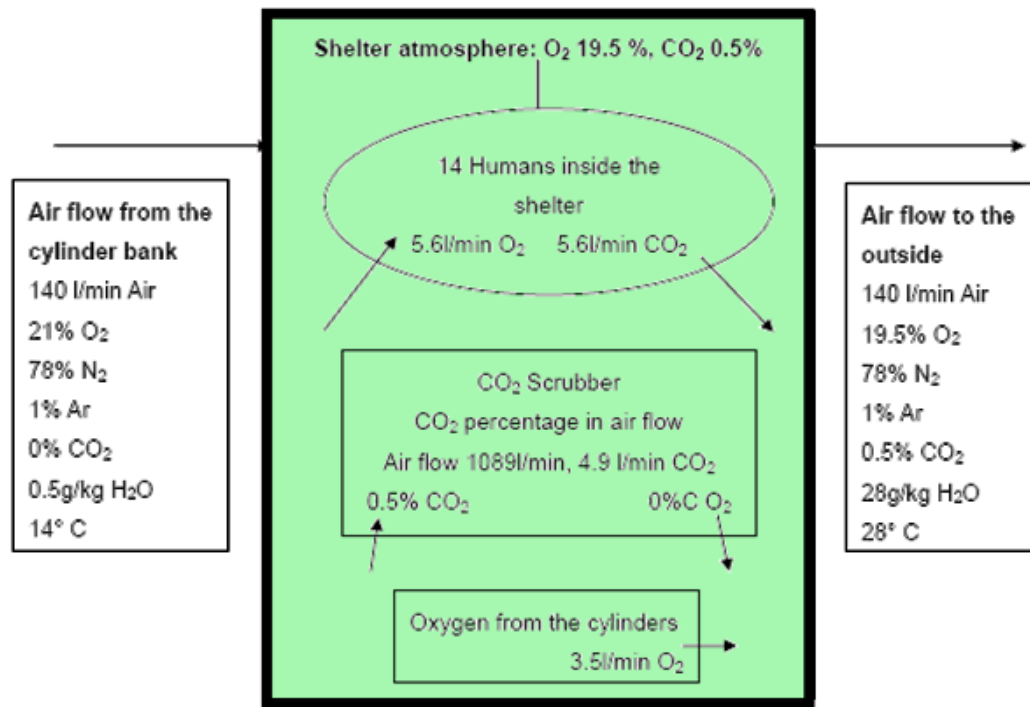 Shelter atmosphere: O₂ 19.5 %, CO₂ 0.5%
14 Humans inside the
shelter
5.6l/min O₂ 5.6l/min CO₂
Air flow from the
cylinder bank
140 l/min Air
21% O₂
78% N₂
1% Ar
0% CO₂
0.5g/kg H₂O
14° C
CO₂ Scrubber
CO₂ percentage in air flow
Air flow 1089l/min, 4.9 l/min CO₂
0.5% CO₂ 0%C O₂
Oxygen from the cylinders
3.5l/min O₂
Air flow to the
outside
140 l/min Air
19.5% O₂
78% N₂
1% Ar
0.5% CO₂
28g/kg H₂O
28° C